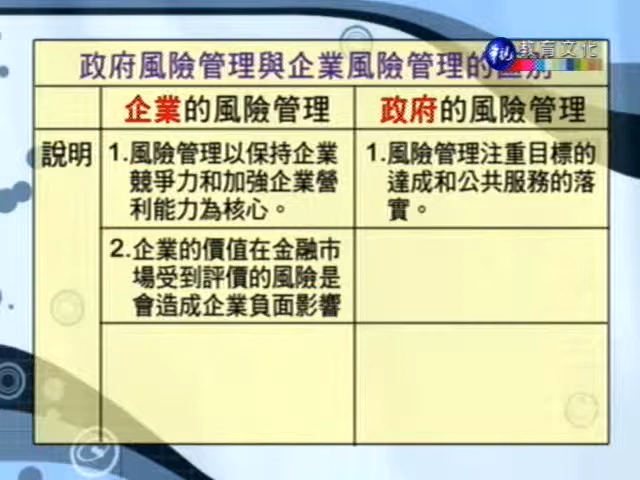 教育文化
政府風險管理與企業風險管理的區別
企業的風險管理
政府的風險管理
說明
1.風險管理以保持企業
競爭力和加強企業營
利能力為核心。
1.風險管理注重目標的
達成和公共服務的落
實。
2.企業的價值在金融市
場受到評價的風險是
會造成企業負面影響